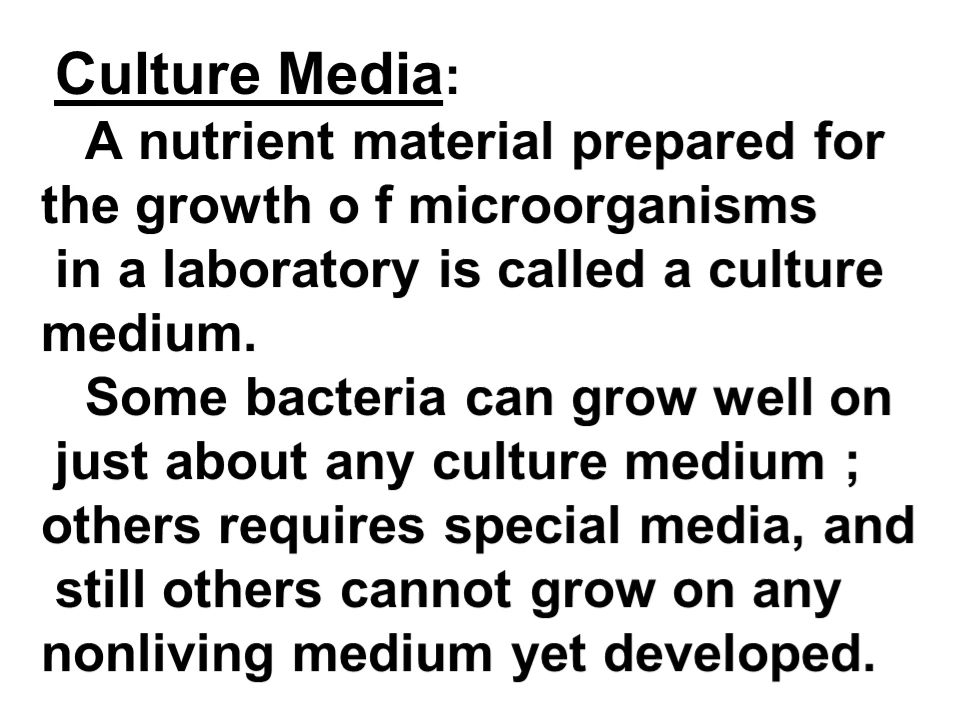 Culture Media:
A nutrient material prepared for
the growth o f microorganisms
in a laboratory is called a culture
medium.
Some bacteria can grow well on
just about any culture medium ;
others requires special media, and
still others cannot grow on any
nonliving medium yet developed.